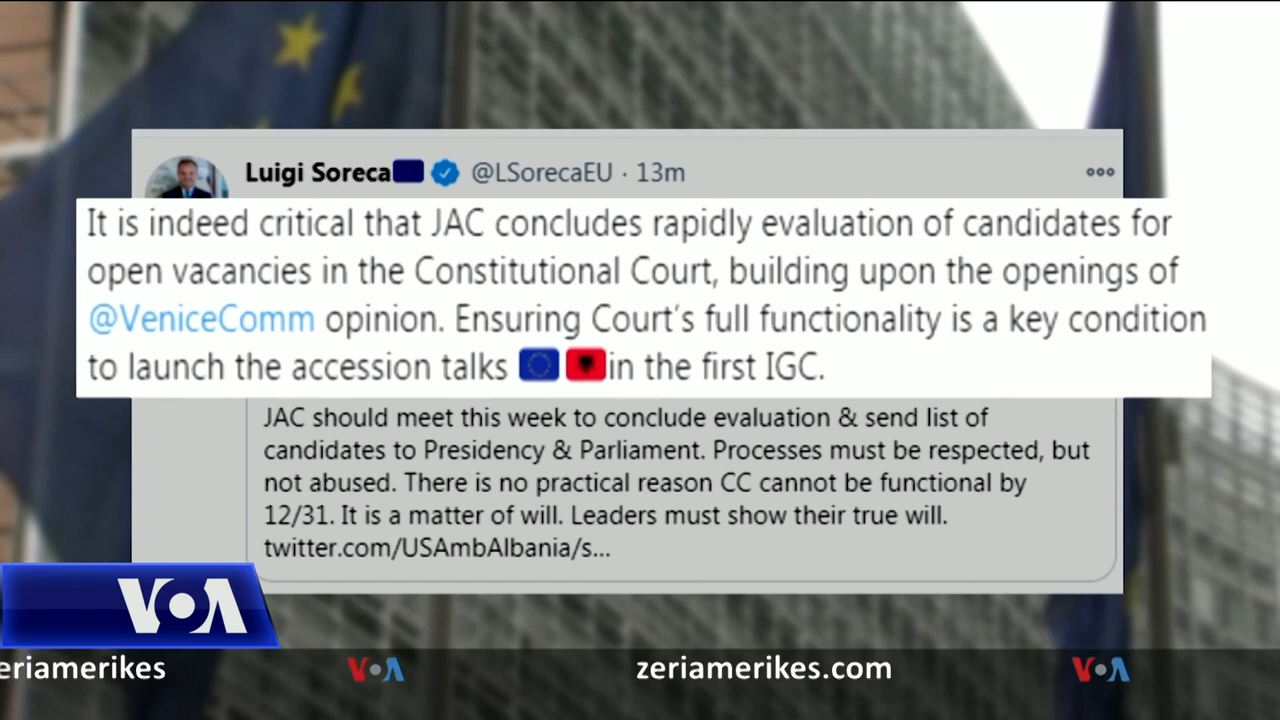 Luigi Soreca @LSorecaEU · 13m
It is indeed critical that JAC concludes rapidly evaluation of candidates for
open vacancies in the Constitutional Court, building upon the openings of
@VeniceComm opinion. Ensuring Court's full functionality is a key condition
to launch the accession talks 🇪🇺 🇦🇱 in the first IGC.
JAC should meet this week to conclude evaluation & send list of
candidates to Presidency & Parliament. Processes must be respected, but
not abused. There is no practical reason CC cannot be functional by
12/31. It is a matter of will. Leaders must show their true will.
twitter.com/USAmbAlbania/s...
VOA
eriamerikes VOA zeriamerikes.com VOA